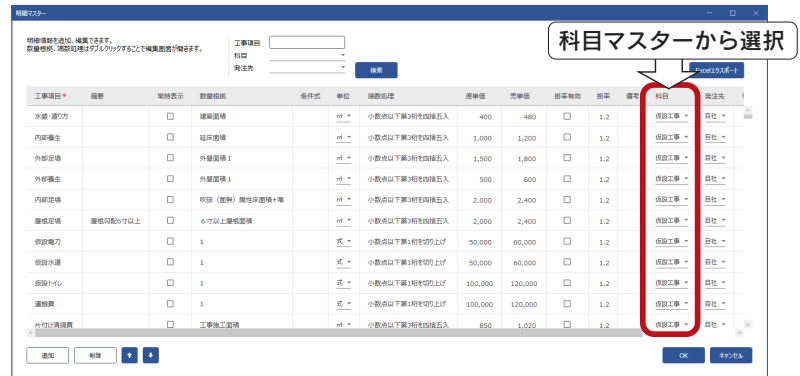 明細マスター
明細情報を追加、編集できます。
数量根拠、端数処理はダブルクリックすることで編集画面が開きます。
工事項目
科目
発注先
検索
科目マスターから選択
Excelエクスポート
工事項目* 摘要 常時表示 数量根拠 条件式 単位 端数処理 原単価 売単価 掛率有効 掛率 備考 科目 発注先
水盛・遣り方 建築面積 ㎡ 小数点以下第3桁を四捨五入 400 480 1.2 仮設工事 自社
内部養生 延床面積 ㎡ 小数点以下第3桁を四捨五入 1,000 1,200 1.2 仮設工事 自社
外部足場 外壁面積1 ㎡ 小数点以下第3桁を四捨五入 1,500 1,800 1.2 仮設工事 自社
外部養生 外壁面積1 ㎡ 小数点以下第3桁を四捨五入 500 600 1.2 仮設工事 自社
内部足場 吹抜（面無）属性床面積+階 ㎡ 小数点以下第3桁を四捨五入 2,000 2,400 1.2 仮設工事 自社
屋根足場 屋根勾配6寸以上 6寸以上屋根面積 ㎡ 小数点以下第3桁を四捨五入 2,000 2,400 1.2 仮設工事 自社
仮設電力 1 式 小数点以下第1桁を切り上げ 50,000 60,000 1.2 仮設工事 自社
仮設水道 1 式 小数点以下第1桁を切り上げ 50,000 60,000 1.2 仮設工事 自社
仮設トイレ 1 式 小数点以下第1桁を切り上げ 100,000 120,000 1.2 仮設工事 自社
運搬費 1 式 小数点以下第1桁を切り上げ 100,000 120,000 1.2 仮設工事 自社
片付け清掃費 工事施工面積 ㎡ 小数点以下第3桁を四捨五入 850 1,020 1.2 仮設工事 自社
追加 削除 OK キャンセル